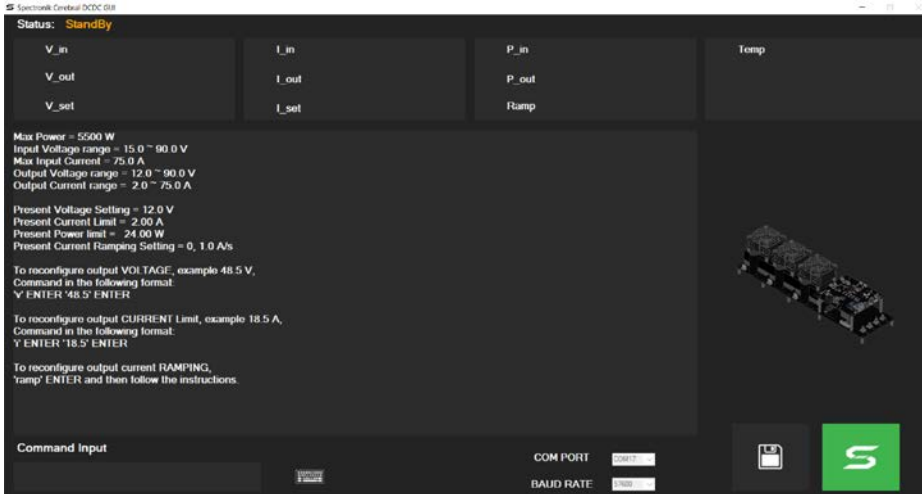 Spectronik Cerebral DCDC GUI
Status: StandBy
V_in
I_in
P_in
Temp
V_out
I_out
P_out
V_set
I_set
Ramp
Max Power = 5500 W
Input Voltage range = 15.0 ~ 90.0 V
Max Input Current = 75.0 A
Output Voltage range = 12.0 ~ 90.0 V
Output Current range = 2.0 ~ 75.0 A
Present Voltage Setting = 12.0 V
Present Current Limit = 2.00 A
Present Power limit = 24.00 W
Present Current Ramping Setting = 0, 1.0 A/s
To reconfigure output VOLTAGE, example 48.5 V,
Command in the following format:
'v' ENTER '48.5' ENTER
To reconfigure output CURRENT Limit, example 18.5 A,
Command in the following format:
'i' ENTER '18.5' ENTER
To reconfigure output current RAMPING,
'ramp' ENTER and then follow the instructions.
Command Input
COM PORT
COM17
BAUD RATE
57600